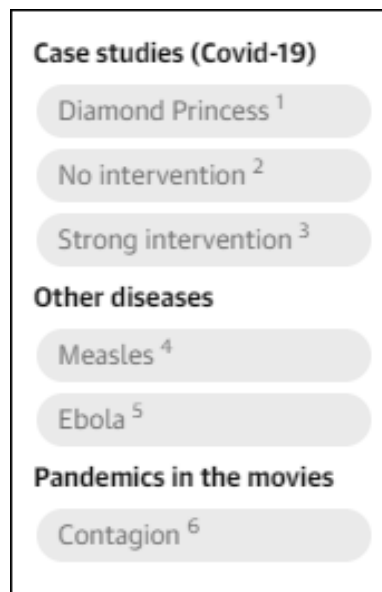 Case studies (Covid-19)
Diamond Princess ¹
No intervention ²
Strong intervention ³
Other diseases
Measles ⁴
Ebola ⁵
Pandemics in the movies
Contagion ⁶